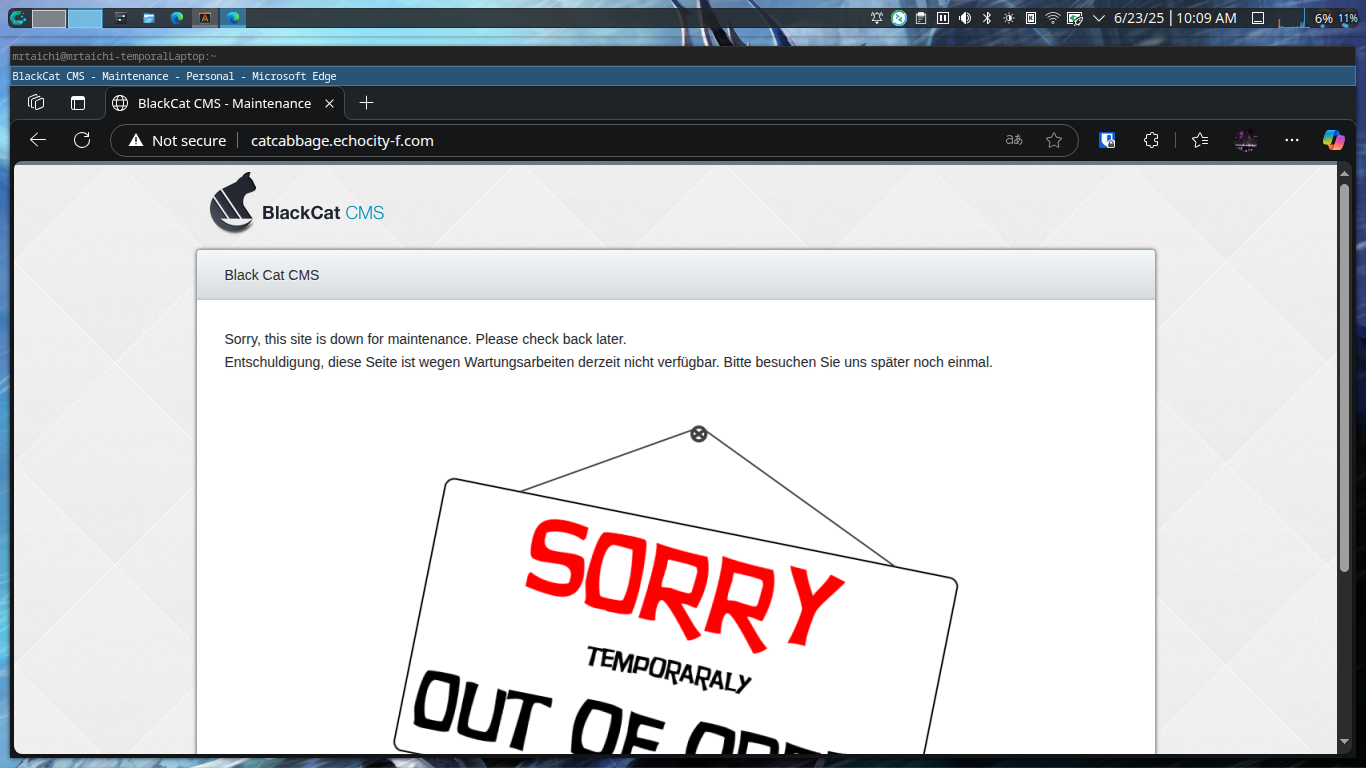 6/23/25 10:09 AM 6% 11%
mrtaichi@mrtaichi-temporalLaptop:~
BlackCat CMS - Maintenance - Personal - Microsoft Edge
BlackCat CMS - Maintenance
Not secure catcabbage.echocity-f.com aあ
BlackCat CMS
Black Cat CMS
Sorry, this site is down for maintenance. Please check back later.
Entschuldigung, diese Seite ist wegen Wartungsarbeiten derzeit nicht verfügbar. Bitte besuchen Sie uns später noch einmal.
SORRY
TEMPORARALY
OUT OF